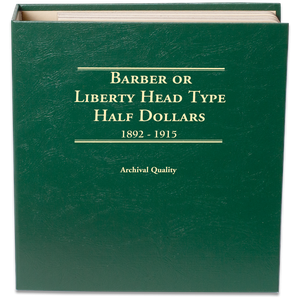 Barber or
Liberty Head Type
Half Dollars
1892 - 1915
Archival Quality